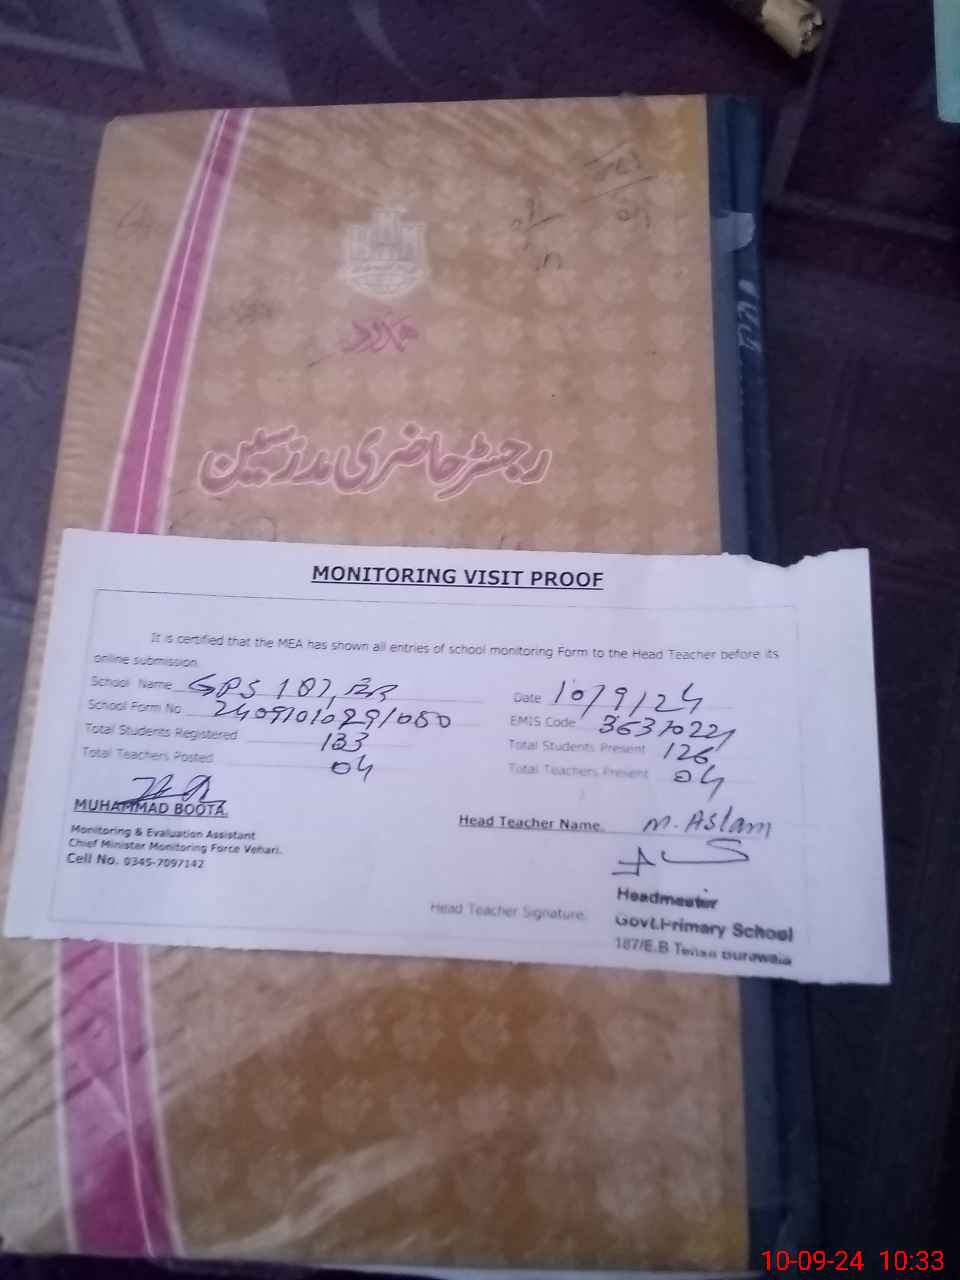 رجسٹر حاضری مدرسین
MONITORING VISIT PROOF
It is certified that the MEA has shown all entries of school monitoring Form to the Head Teacher before its
online submission.
School Name GPS 187, EB
Date 10/9/24
School Form No 2409101029/050
EMIS Code 3637022
Total Students Registered 133
Total Students Present 126
Total Teachers Posted 04
Total Teachers Present 04
MUHAMMAD BOOTA.
Monitoring & Evaluation Assistant
Chief Minister Monitoring Force Vehari.
Cell No. 0345-7097142
Head Teacher Name. M. Aslam
Head Teacher Signature.
Headmaster
Govt.Primary School
187/E.B Tehsil Burewala
10-09-24 10:33